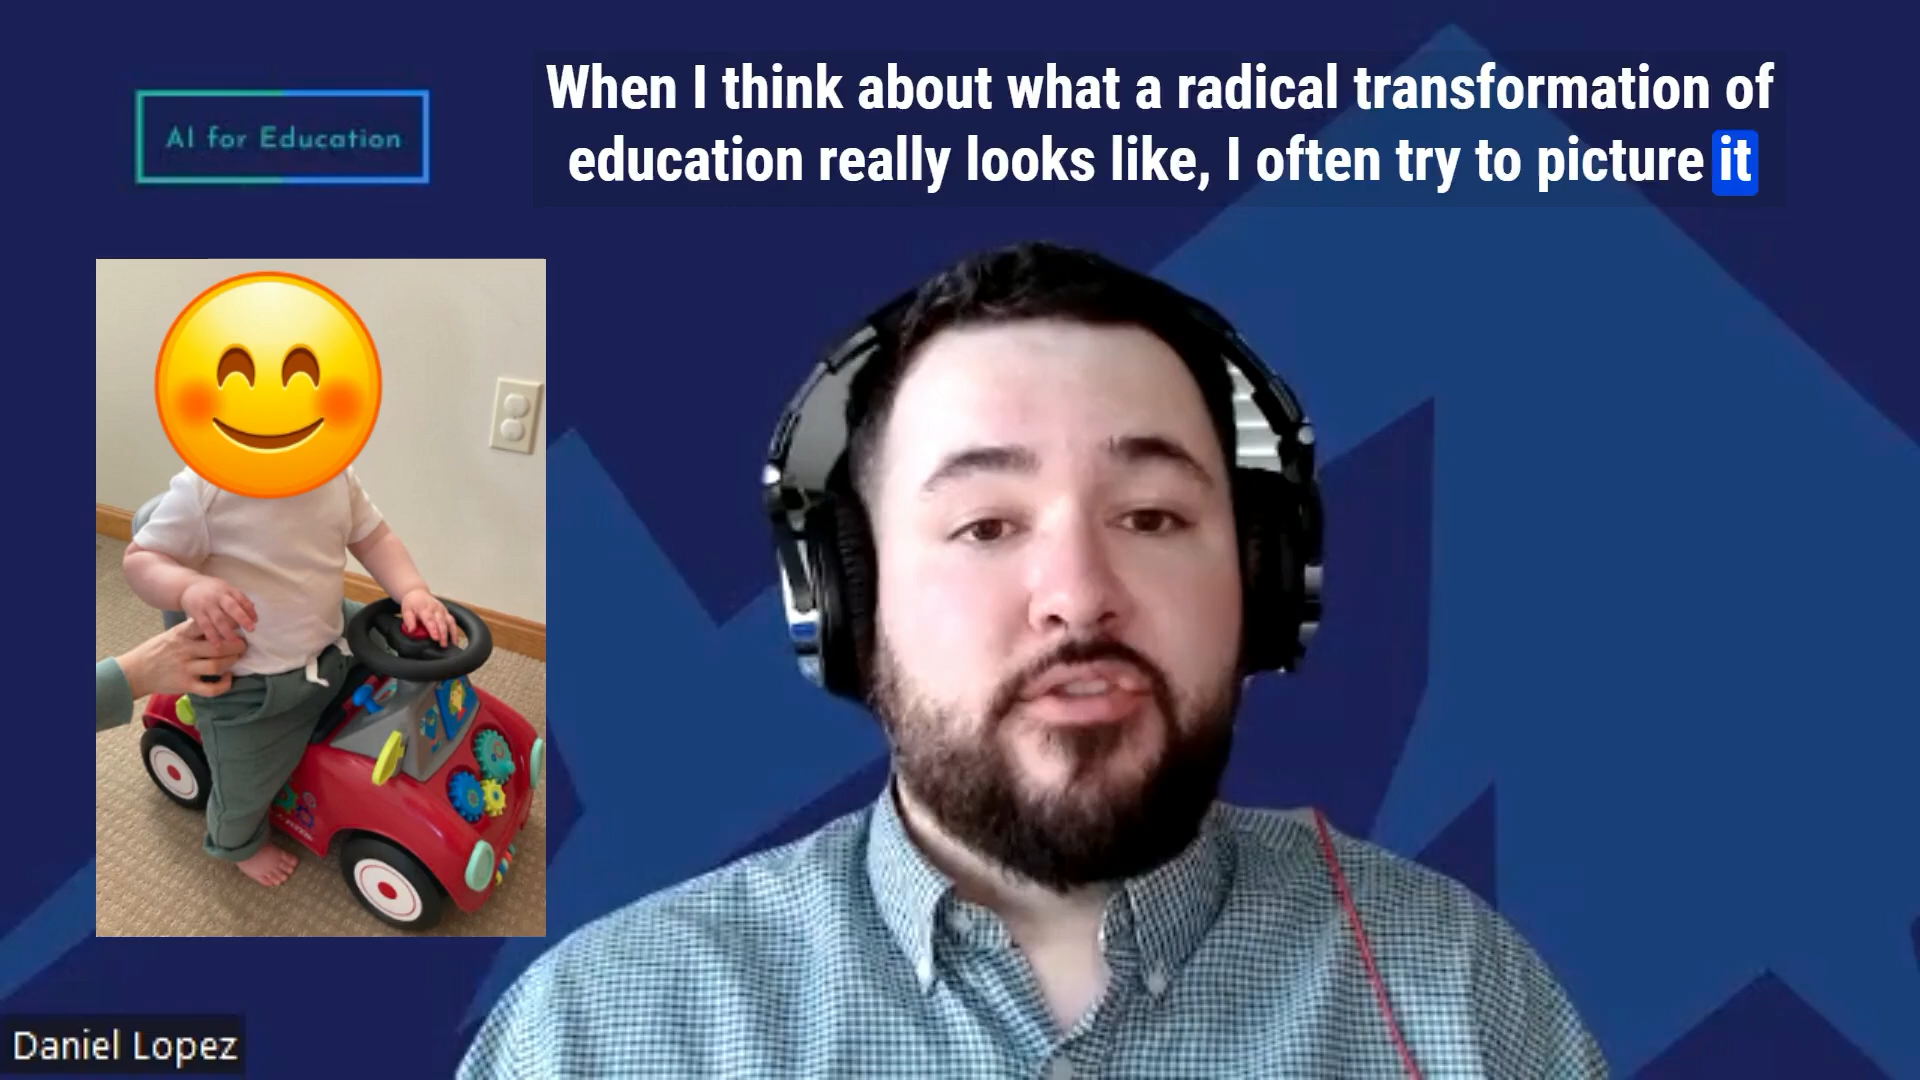 AI for Education
When I think about what a radical transformation of
education really looks like, I often try to picture it
Daniel Lopez